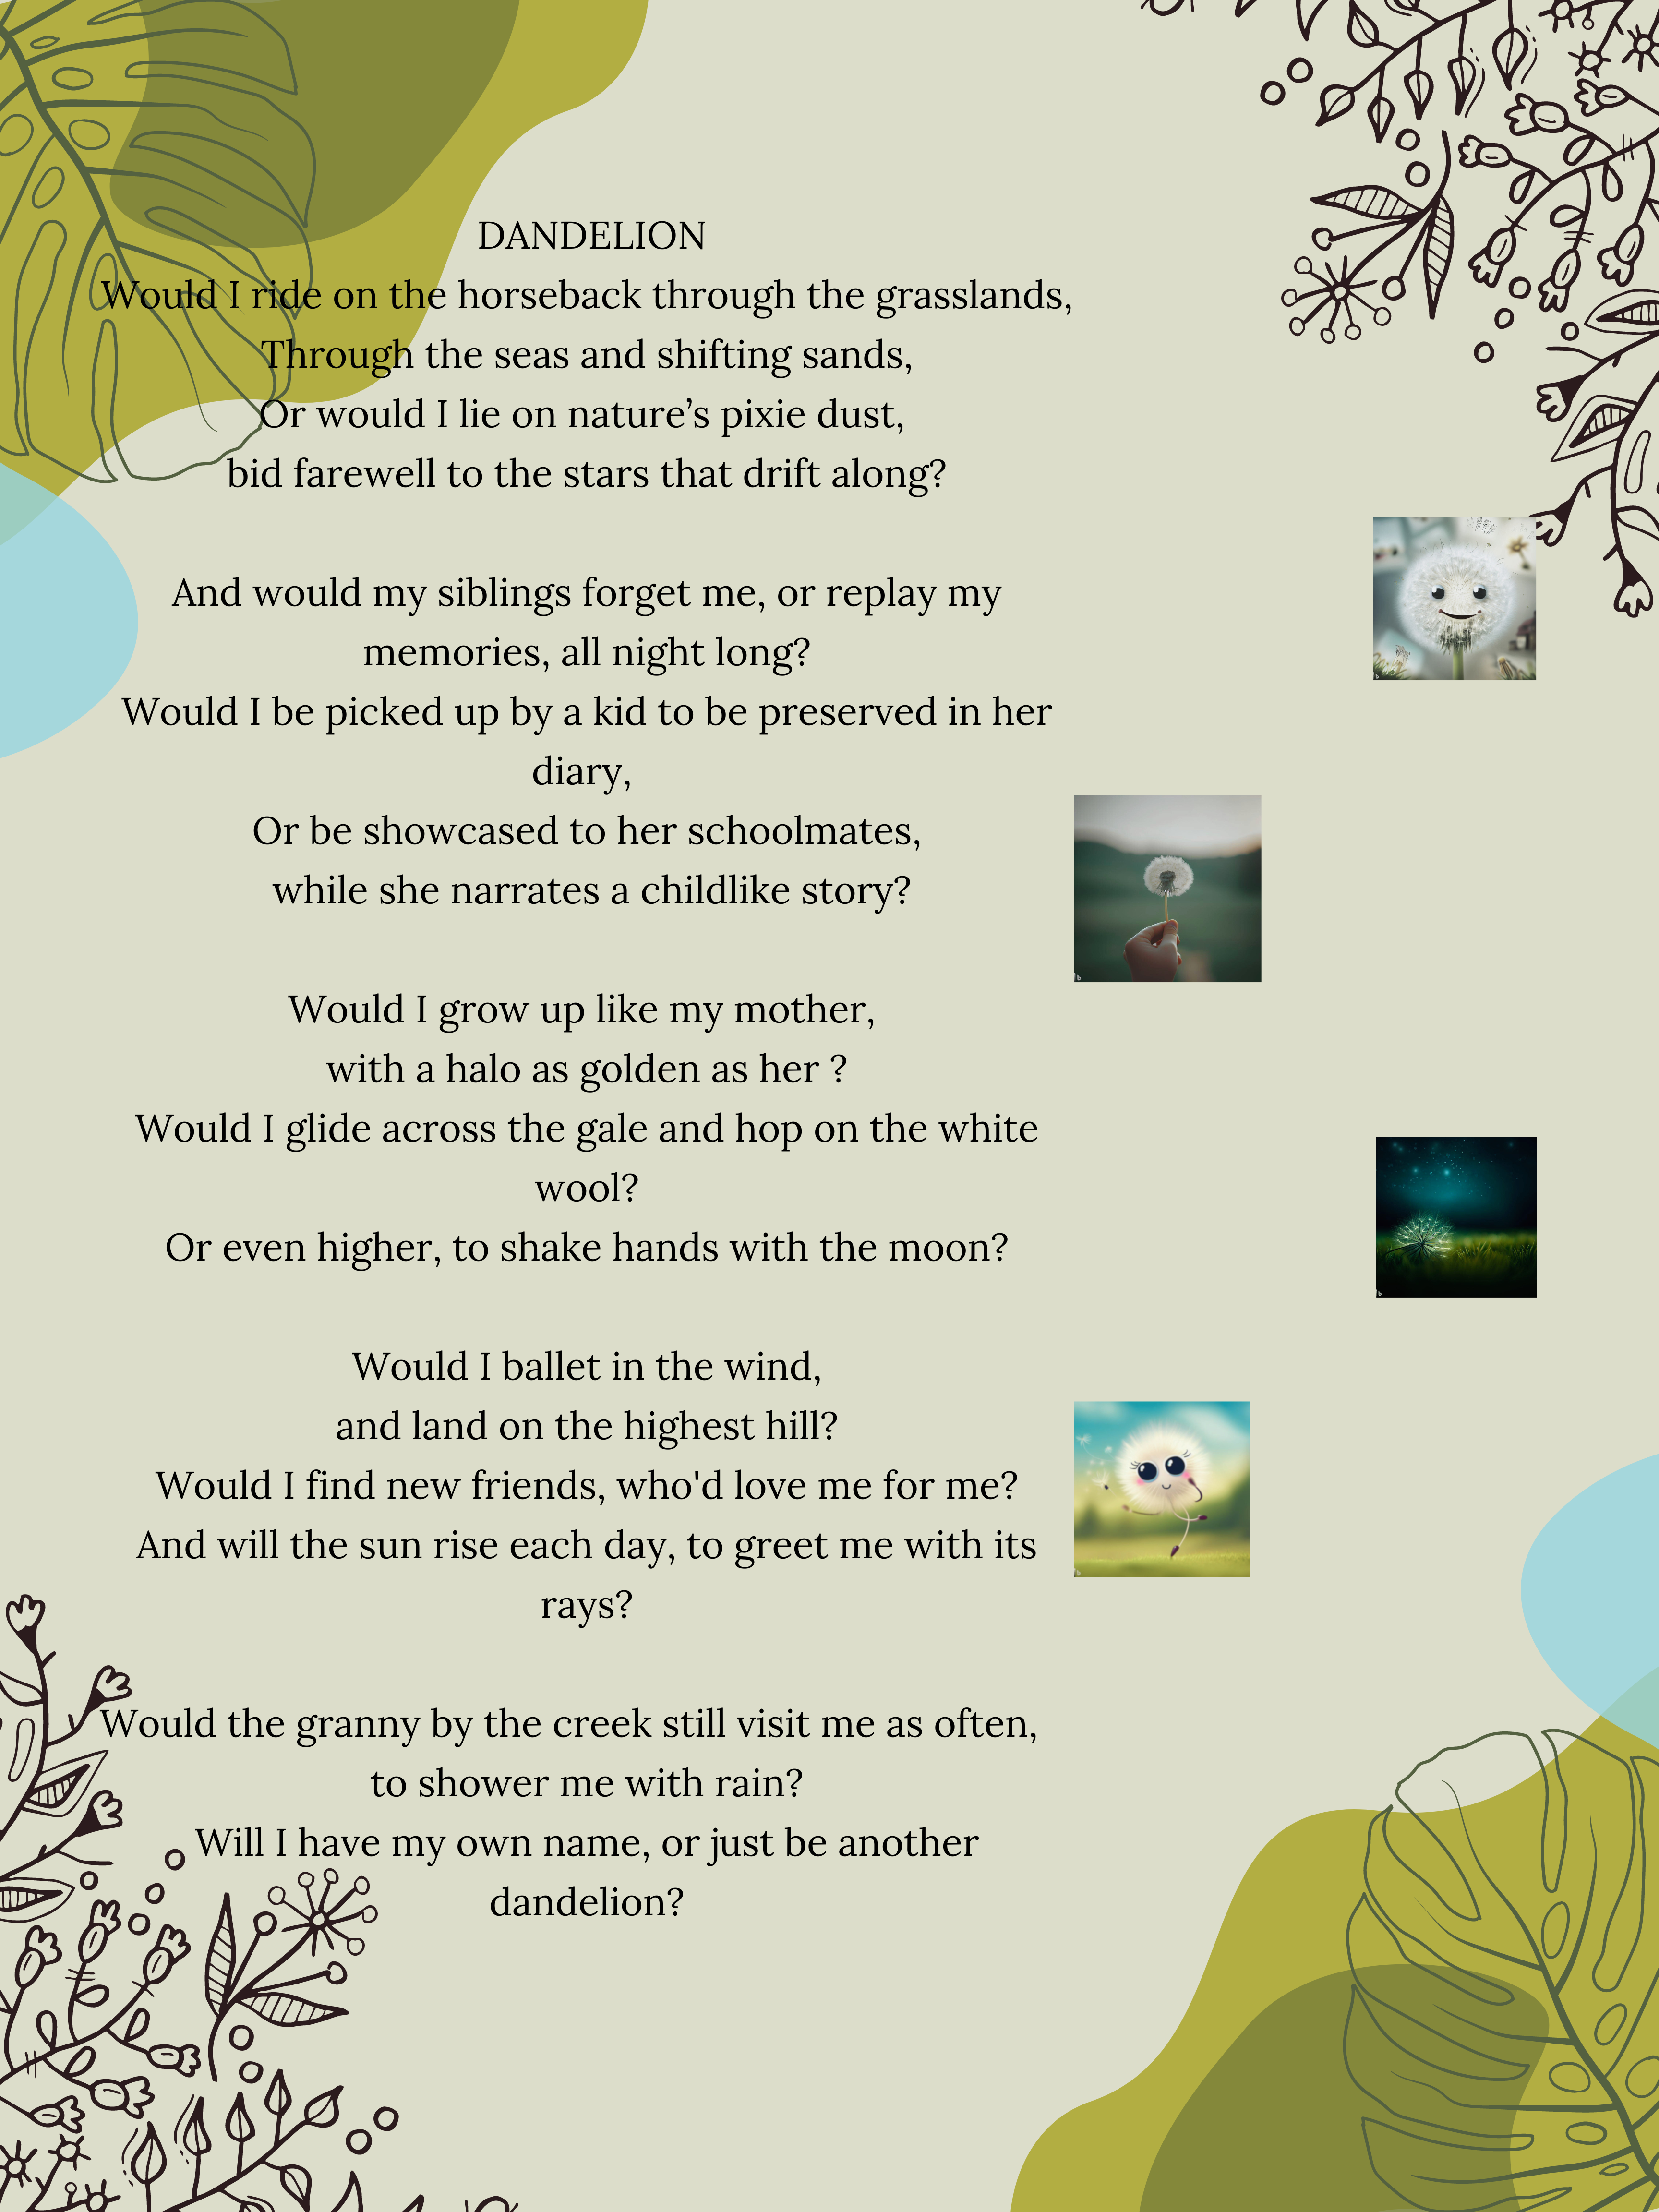 DANDELION
Would I ride on the horseback through the grasslands,
Through the seas and shifting sands,
Or would I lie on nature’s pixie dust,
bid farewell to the stars that drift along?
And would my siblings forget me, or replay my
memories, all night long?
Would I be picked up by a kid to be preserved in her
diary,
Or be showcased to her schoolmates,
while she narrates a childlike story?
Would I grow up like my mother,
with a halo as golden as her ?
Would I glide across the gale and hop on the white
wool?
Or even higher, to shake hands with the moon?
Would I ballet in the wind,
and land on the highest hill?
Would I find new friends, who'd love me for me?
And will the sun rise each day, to greet me with its
rays?
Would the granny by the creek still visit me as often,
to shower me with rain?
Will I have my own name, or just be another
dandelion?